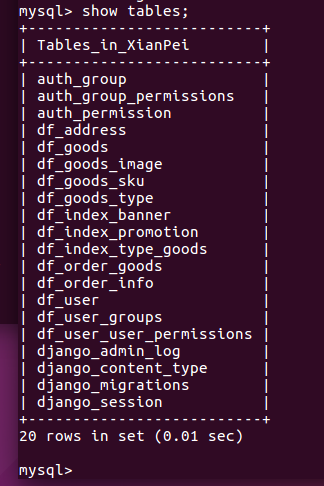 mysql> show tables;
+--------------------------+
| Tables_in_XianPei        |
+--------------------------+
| auth_group               |
| auth_group_permissions   |
| auth_permission          |
| df_address               |
| df_goods                 |
| df_goods_image           |
| df_goods_sku             |
| df_goods_type            |
| df_index_banner          |
| df_index_promotion       |
| df_index_type_goods      |
| df_order_goods           |
| df_order_info            |
| df_user                  |
| df_user_groups           |
| df_user_user_permissions |
| django_admin_log         |
| django_content_type      |
| django_migrations        |
| django_session           |
+--------------------------+
20 rows in set (0.01 sec)
mysql>